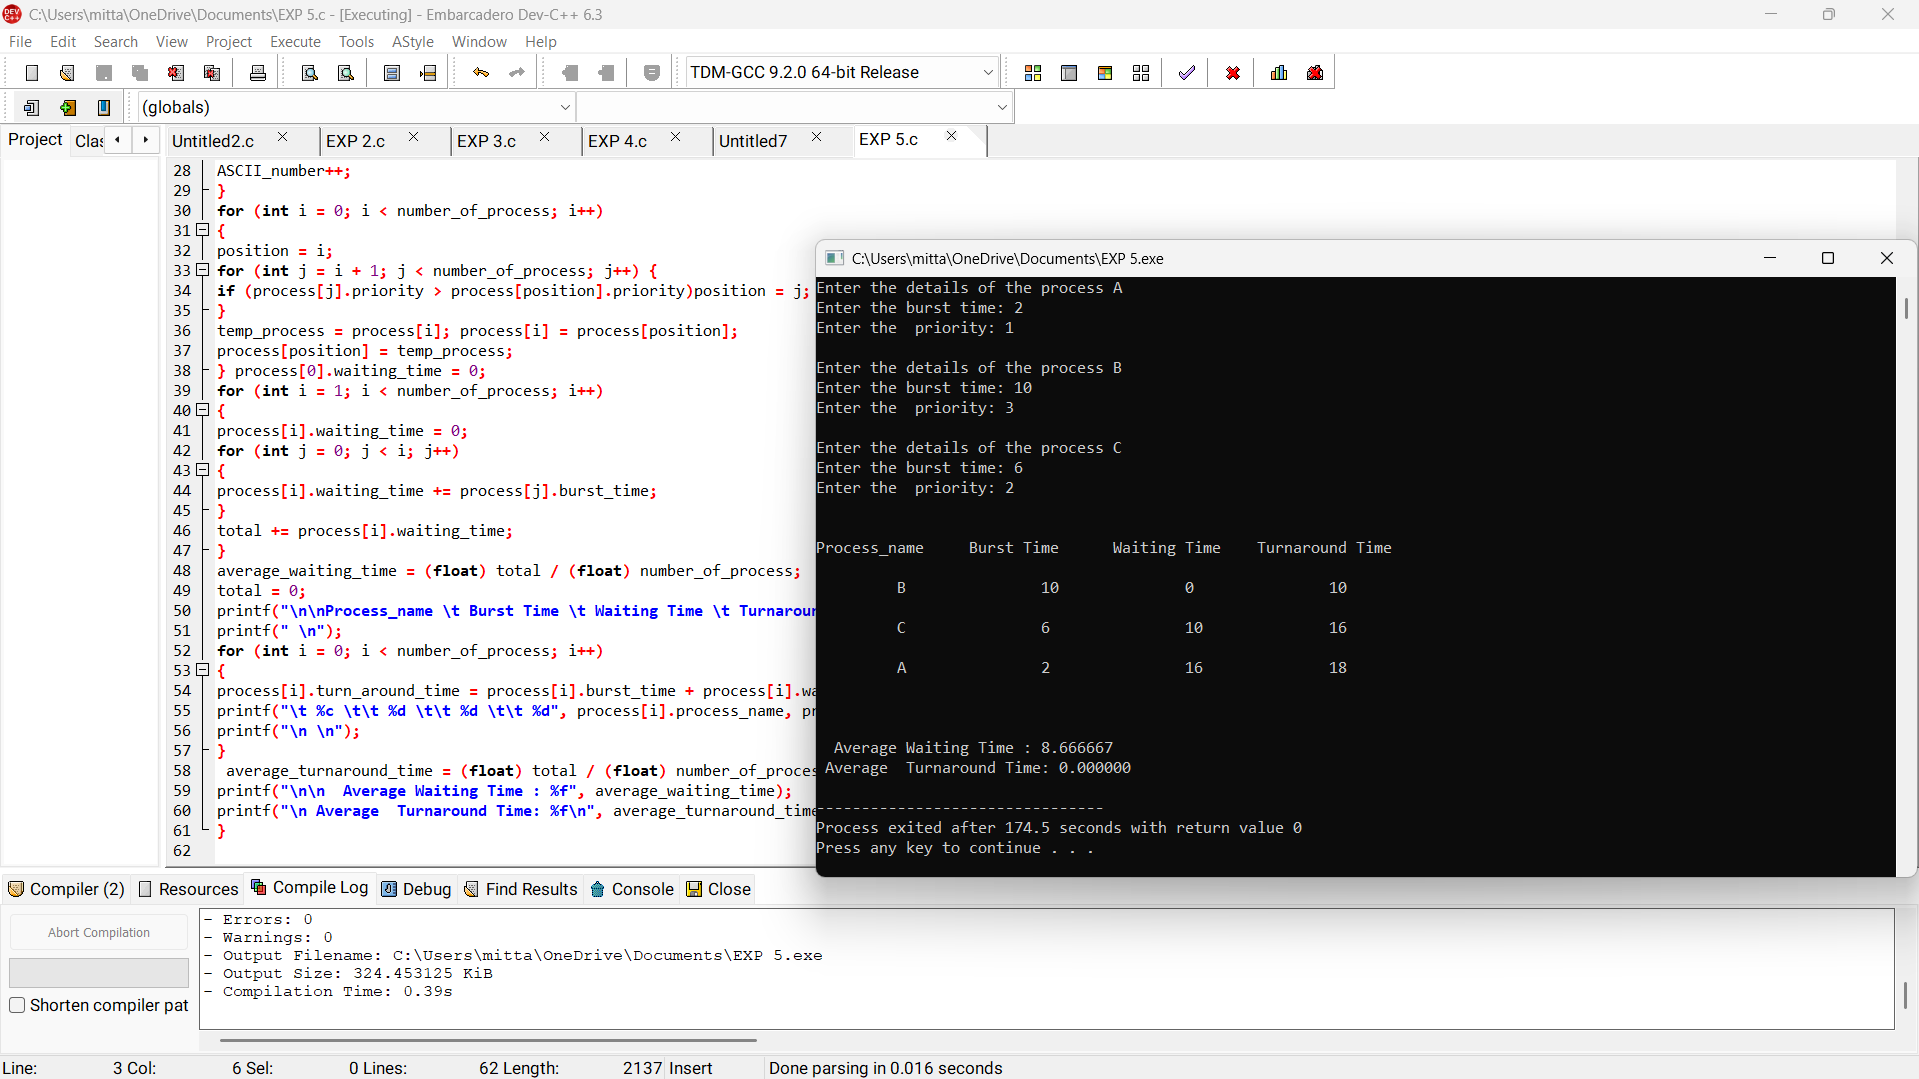 C:\Users\mitta\OneDrive\Documents\EXP 5.c - [Executing] - Embarcadero Dev-C++ 6.3
File Edit Search View Project Execute Tools AStyle Window Help
TDM-GCC 9.2.0 64-bit Release
(globals)
Project Clas Untitled2.c EXP 2.c EXP 3.c EXP 4.c Untitled7 EXP 5.c
28 ASCII_number++;
29 }
30 for (int i = 0; i < number_of_process; i++)
31 {
32 position = i;
33 for (int j = i + 1; j < number_of_process; j++) {
34 if (process[j].priority > process[position].priority)position = j;
35 }
36 temp_process = process[i]; process[i] = process[position];
37 process[position] = temp_process;
38 } process[0].waiting_time = 0;
39 for (int i = 1; i < number_of_process; i++)
40 {
41 process[i].waiting_time = 0;
42 for (int j = 0; j < i; j++)
43 {
44 process[i].waiting_time += process[j].burst_time;
45 }
46 total += process[i].waiting_time;
47 }
48 average_waiting_time = (float) total / (float) number_of_process;
49 total = 0;
50 printf("\n\nProcess_name \t Burst Time \t Waiting Time \t Turnaroun
51 printf(" \n");
52 for (int i = 0; i < number_of_process; i++)
53 {
54 process[i].turn_around_time = process[i].burst_time + process[i].wa
55 printf("\t %c \t\t %d \t\t %d \t\t %d", process[i].process_name, pr
56 printf("\n \n");
57 }
58 average_turnaround_time = (float) total / (float) number_of_proces
59 printf("\n\n  Average Waiting Time : %f", average_waiting_time);
60 printf("\n Average  Turnaround Time: %f\n", average_turnaround_time
61 }
62
C:\Users\mitta\OneDrive\Documents\EXP 5.exe
Enter the details of the process A
Enter the burst time: 2
Enter the  priority: 1
Enter the details of the process B
Enter the burst time: 10
Enter the  priority: 3
Enter the details of the process C
Enter the burst time: 6
Enter the  priority: 2
Process_name Burst Time Waiting Time Turnaround Time
B 10 0 10
C 6 10 16
A 2 16 18
Average Waiting Time : 8.666667
Average  Turnaround Time: 0.000000
--------------------------------
Process exited after 174.5 seconds with return value 0
Press any key to continue . . .
Compiler (2) Resources Compile Log Debug Find Results Console Close
Abort Compilation
Shorten compiler pat
- Errors: 0
- Warnings: 0
- Output Filename: C:\Users\mitta\OneDrive\Documents\EXP 5.exe
- Output Size: 324.453125 KiB
- Compilation Time: 0.39s
Line: 3 Col: 6 Sel: 0 Lines: 62 Length: 2137 Insert Done parsing in 0.016 seconds